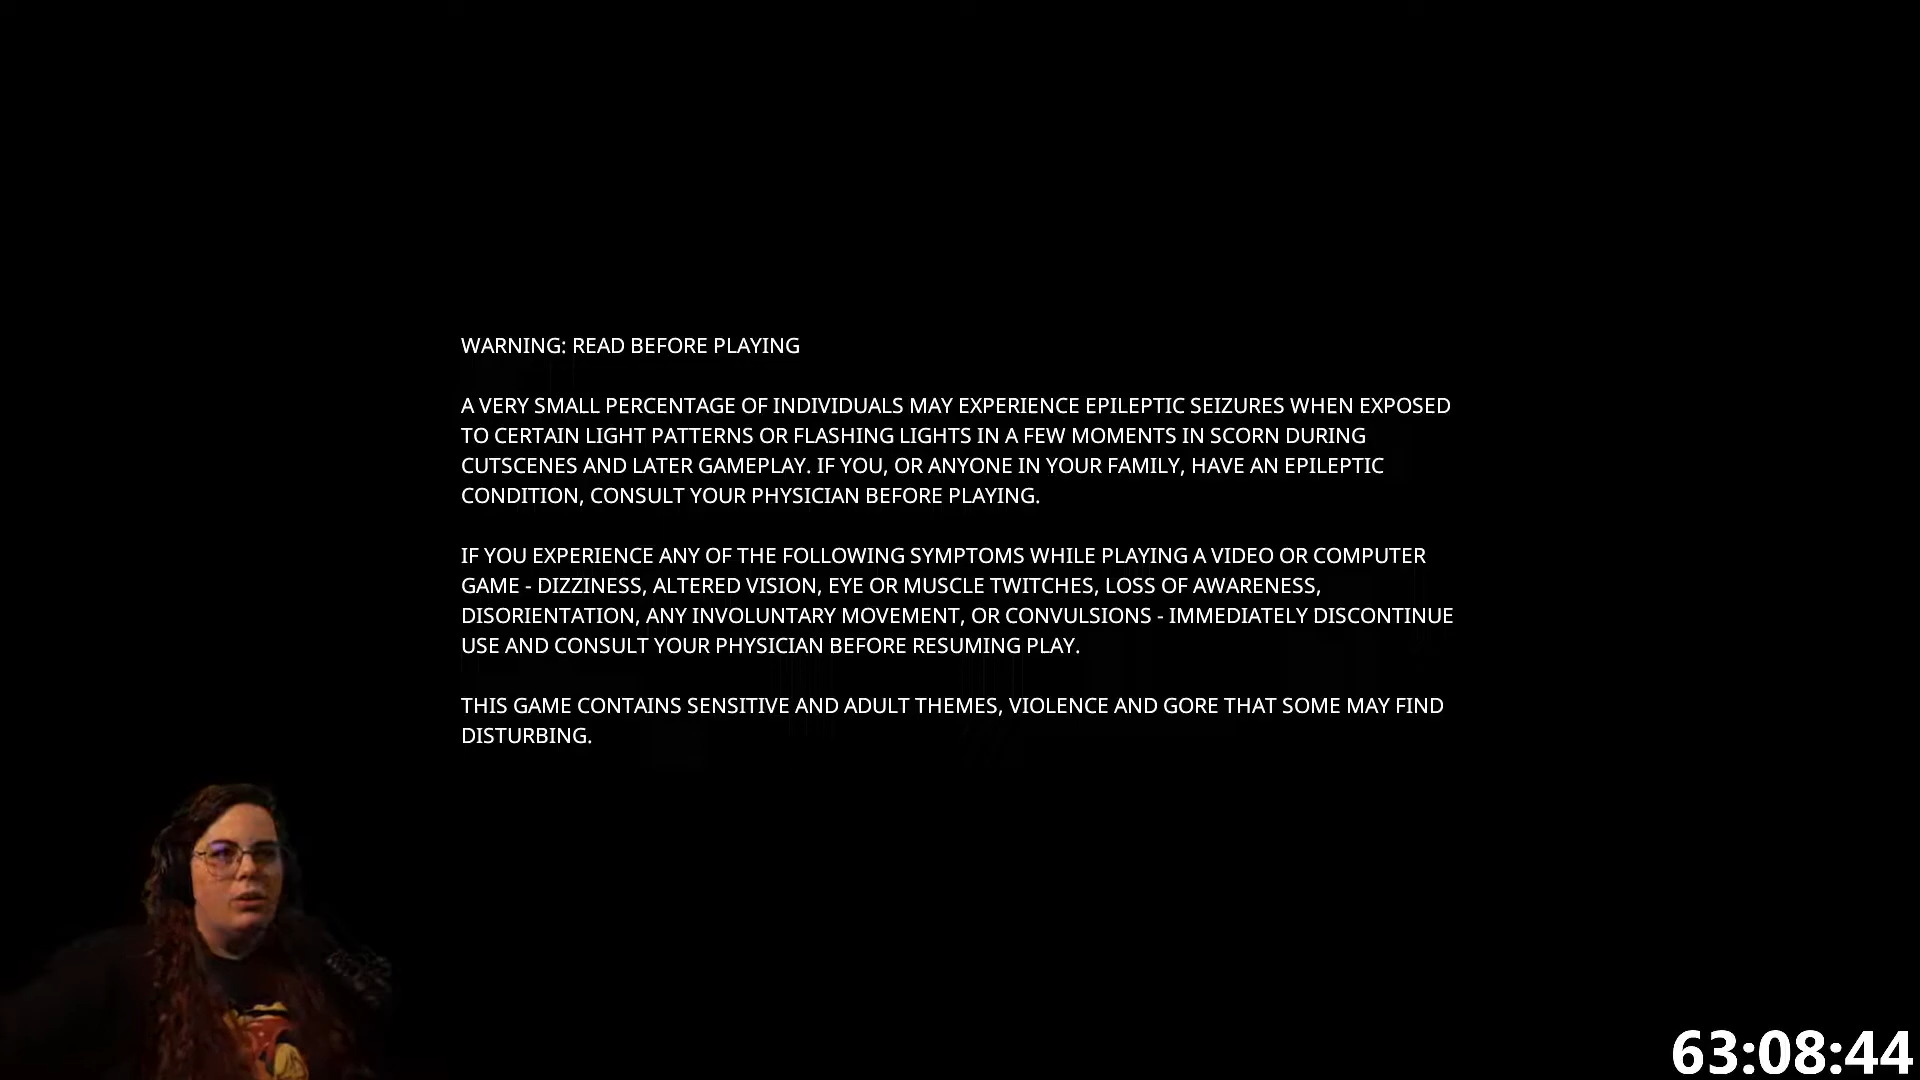 WARNING: READ BEFORE PLAYING
A VERY SMALL PERCENTAGE OF INDIVIDUALS MAY EXPERIENCE EPILEPTIC SEIZURES WHEN EXPOSED
TO CERTAIN LIGHT PATTERNS OR FLASHING LIGHTS IN A FEW MOMENTS IN SCORN DURING
CUTSCENES AND LATER GAMEPLAY. IF YOU, OR ANYONE IN YOUR FAMILY, HAVE AN EPILEPTIC
CONDITION, CONSULT YOUR PHYSICIAN BEFORE PLAYING.
IF YOU EXPERIENCE ANY OF THE FOLLOWING SYMPTOMS WHILE PLAYING A VIDEO OR COMPUTER
GAME - DIZZINESS, ALTERED VISION, EYE OR MUSCLE TWITCHES, LOSS OF AWARENESS,
DISORIENTATION, ANY INVOLUNTARY MOVEMENT, OR CONVULSIONS - IMMEDIATELY DISCONTINUE
USE AND CONSULT YOUR PHYSICIAN BEFORE RESUMING PLAY.
THIS GAME CONTAINS SENSITIVE AND ADULT THEMES, VIOLENCE AND GORE THAT SOME MAY FIND
DISTURBING.
63:08:44